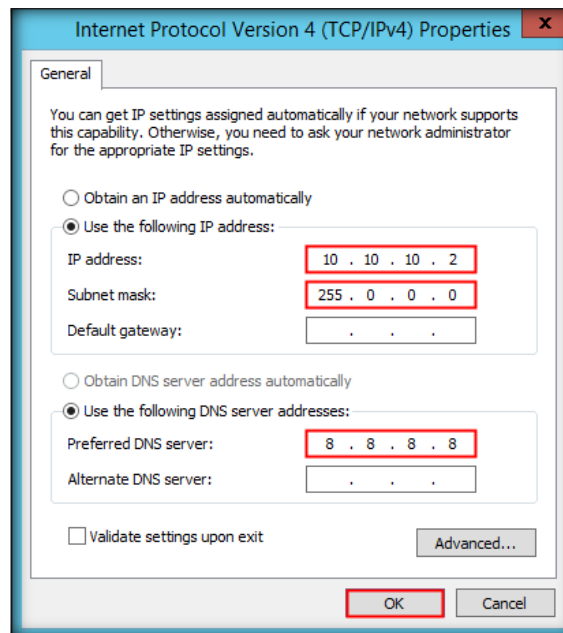 Internet Protocol Version 4 (TCP/IPv4) Properties
x
General
You can get IP settings assigned automatically if your network supports
this capability. Otherwise, you need to ask your network administrator
for the appropriate IP settings.
Obtain an IP address automatically
Use the following IP address:
IP address: 10 . 10 . 10 . 2
Subnet mask: 255 . 0 . 0 . 0
Default gateway: . . .
Obtain DNS server address automatically
Use the following DNS server addresses:
Preferred DNS server: 8 . 8 . 8 . 8
Alternate DNS server: . . .
Validate settings upon exit
Advanced...
OK Cancel